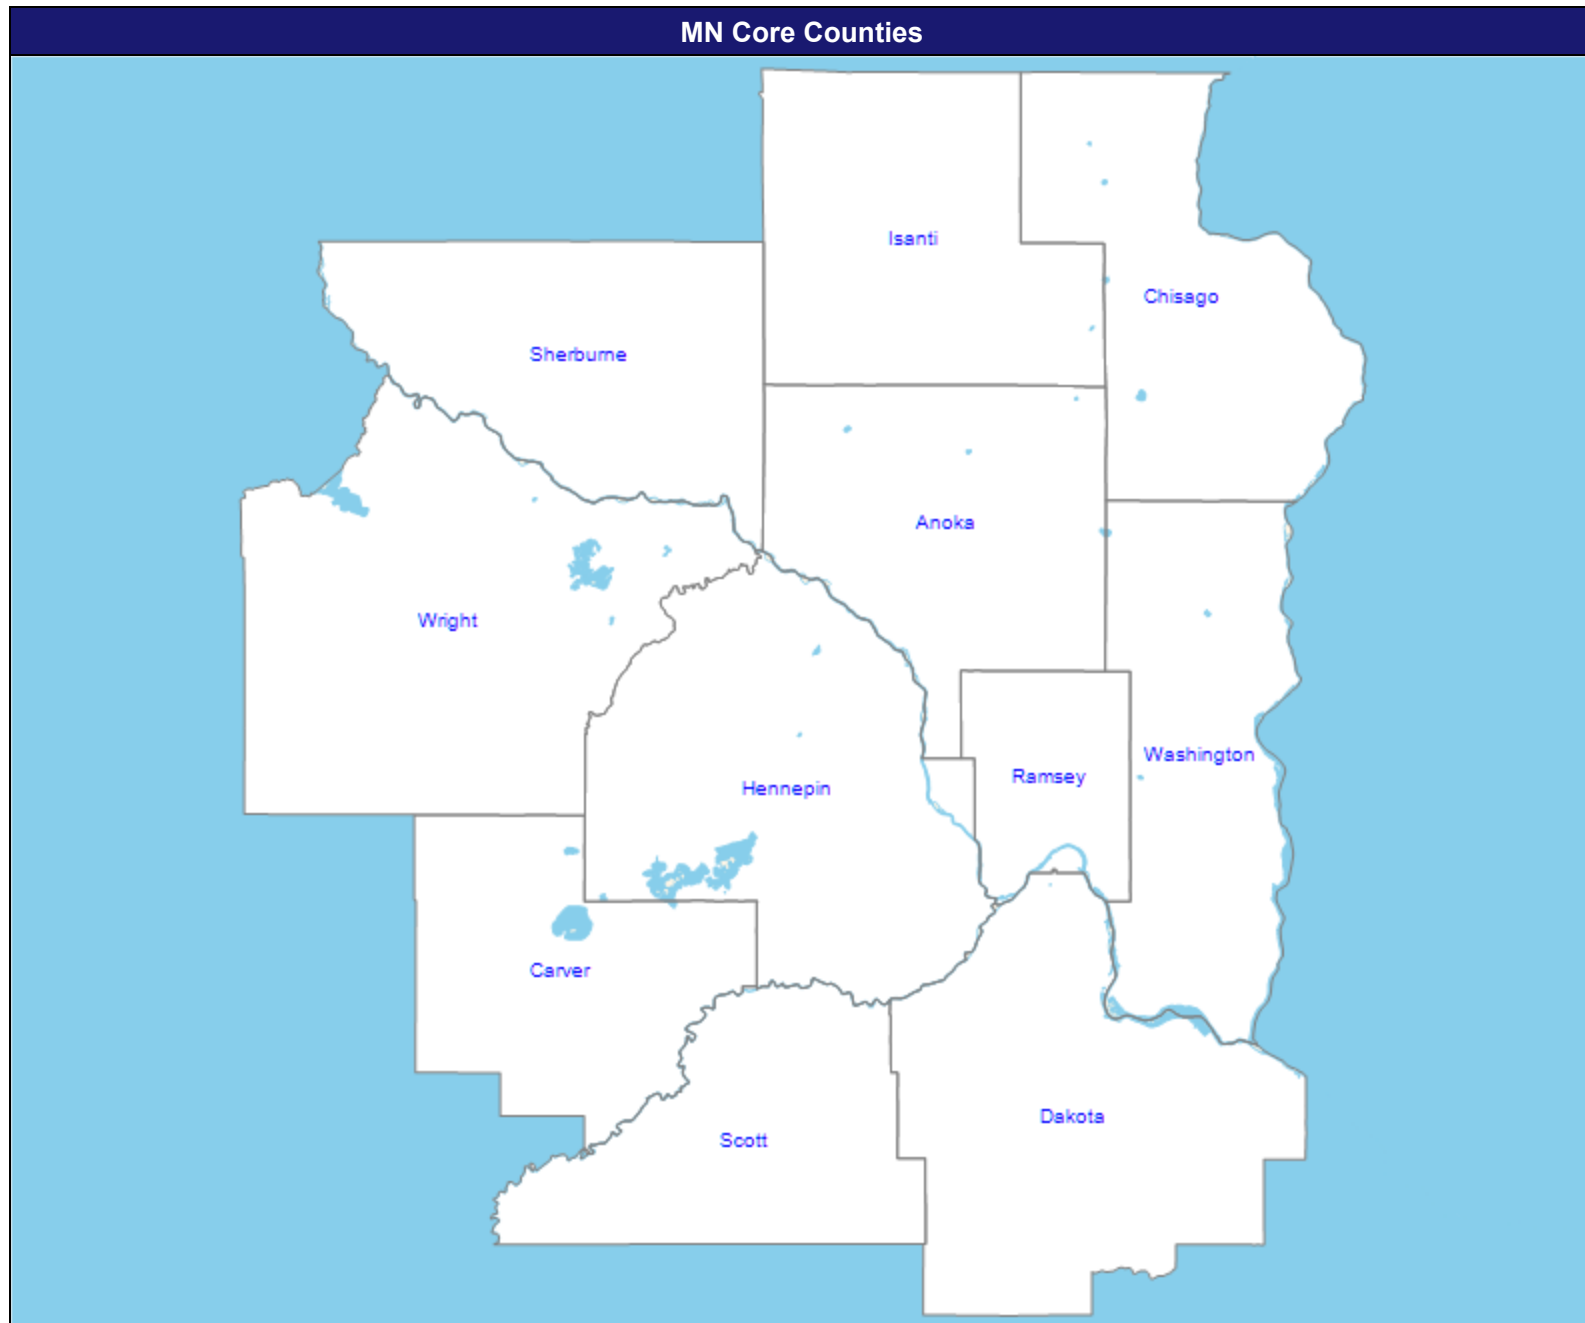 MN Core Counties
Isanti
Chisago
Sherburne
Anoka
Wright
Washington
Ramsey
Hennepin
Carver
Dakota
Scott